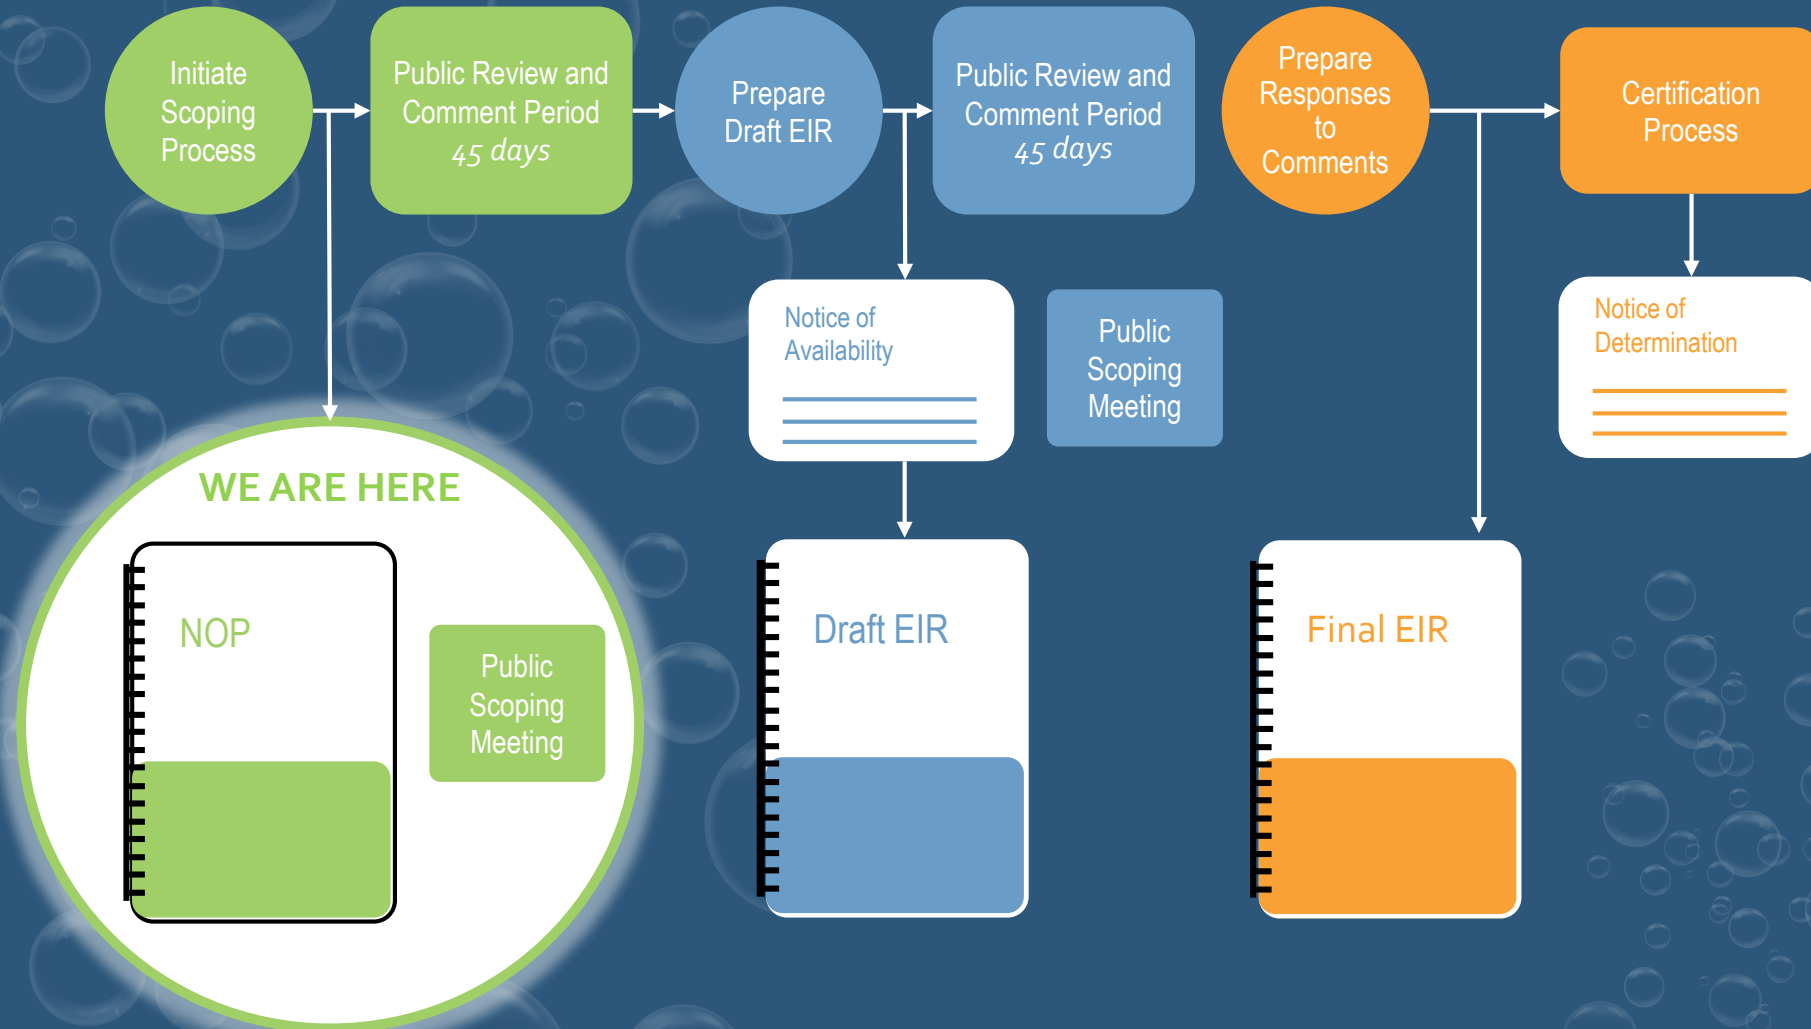 Initiate
Scoping
Process
Public Review and
Comment Period
45 days
Prepare
Draft EIR
Public Review and
Comment Period
45 days
Prepare
Responses
to
Comments
Certification
Process
Notice of
Availability
Public
Scoping
Meeting
Notice of
Determination
WE ARE HERE
NOP
Public
Scoping
Meeting
Draft EIR
Final EIR